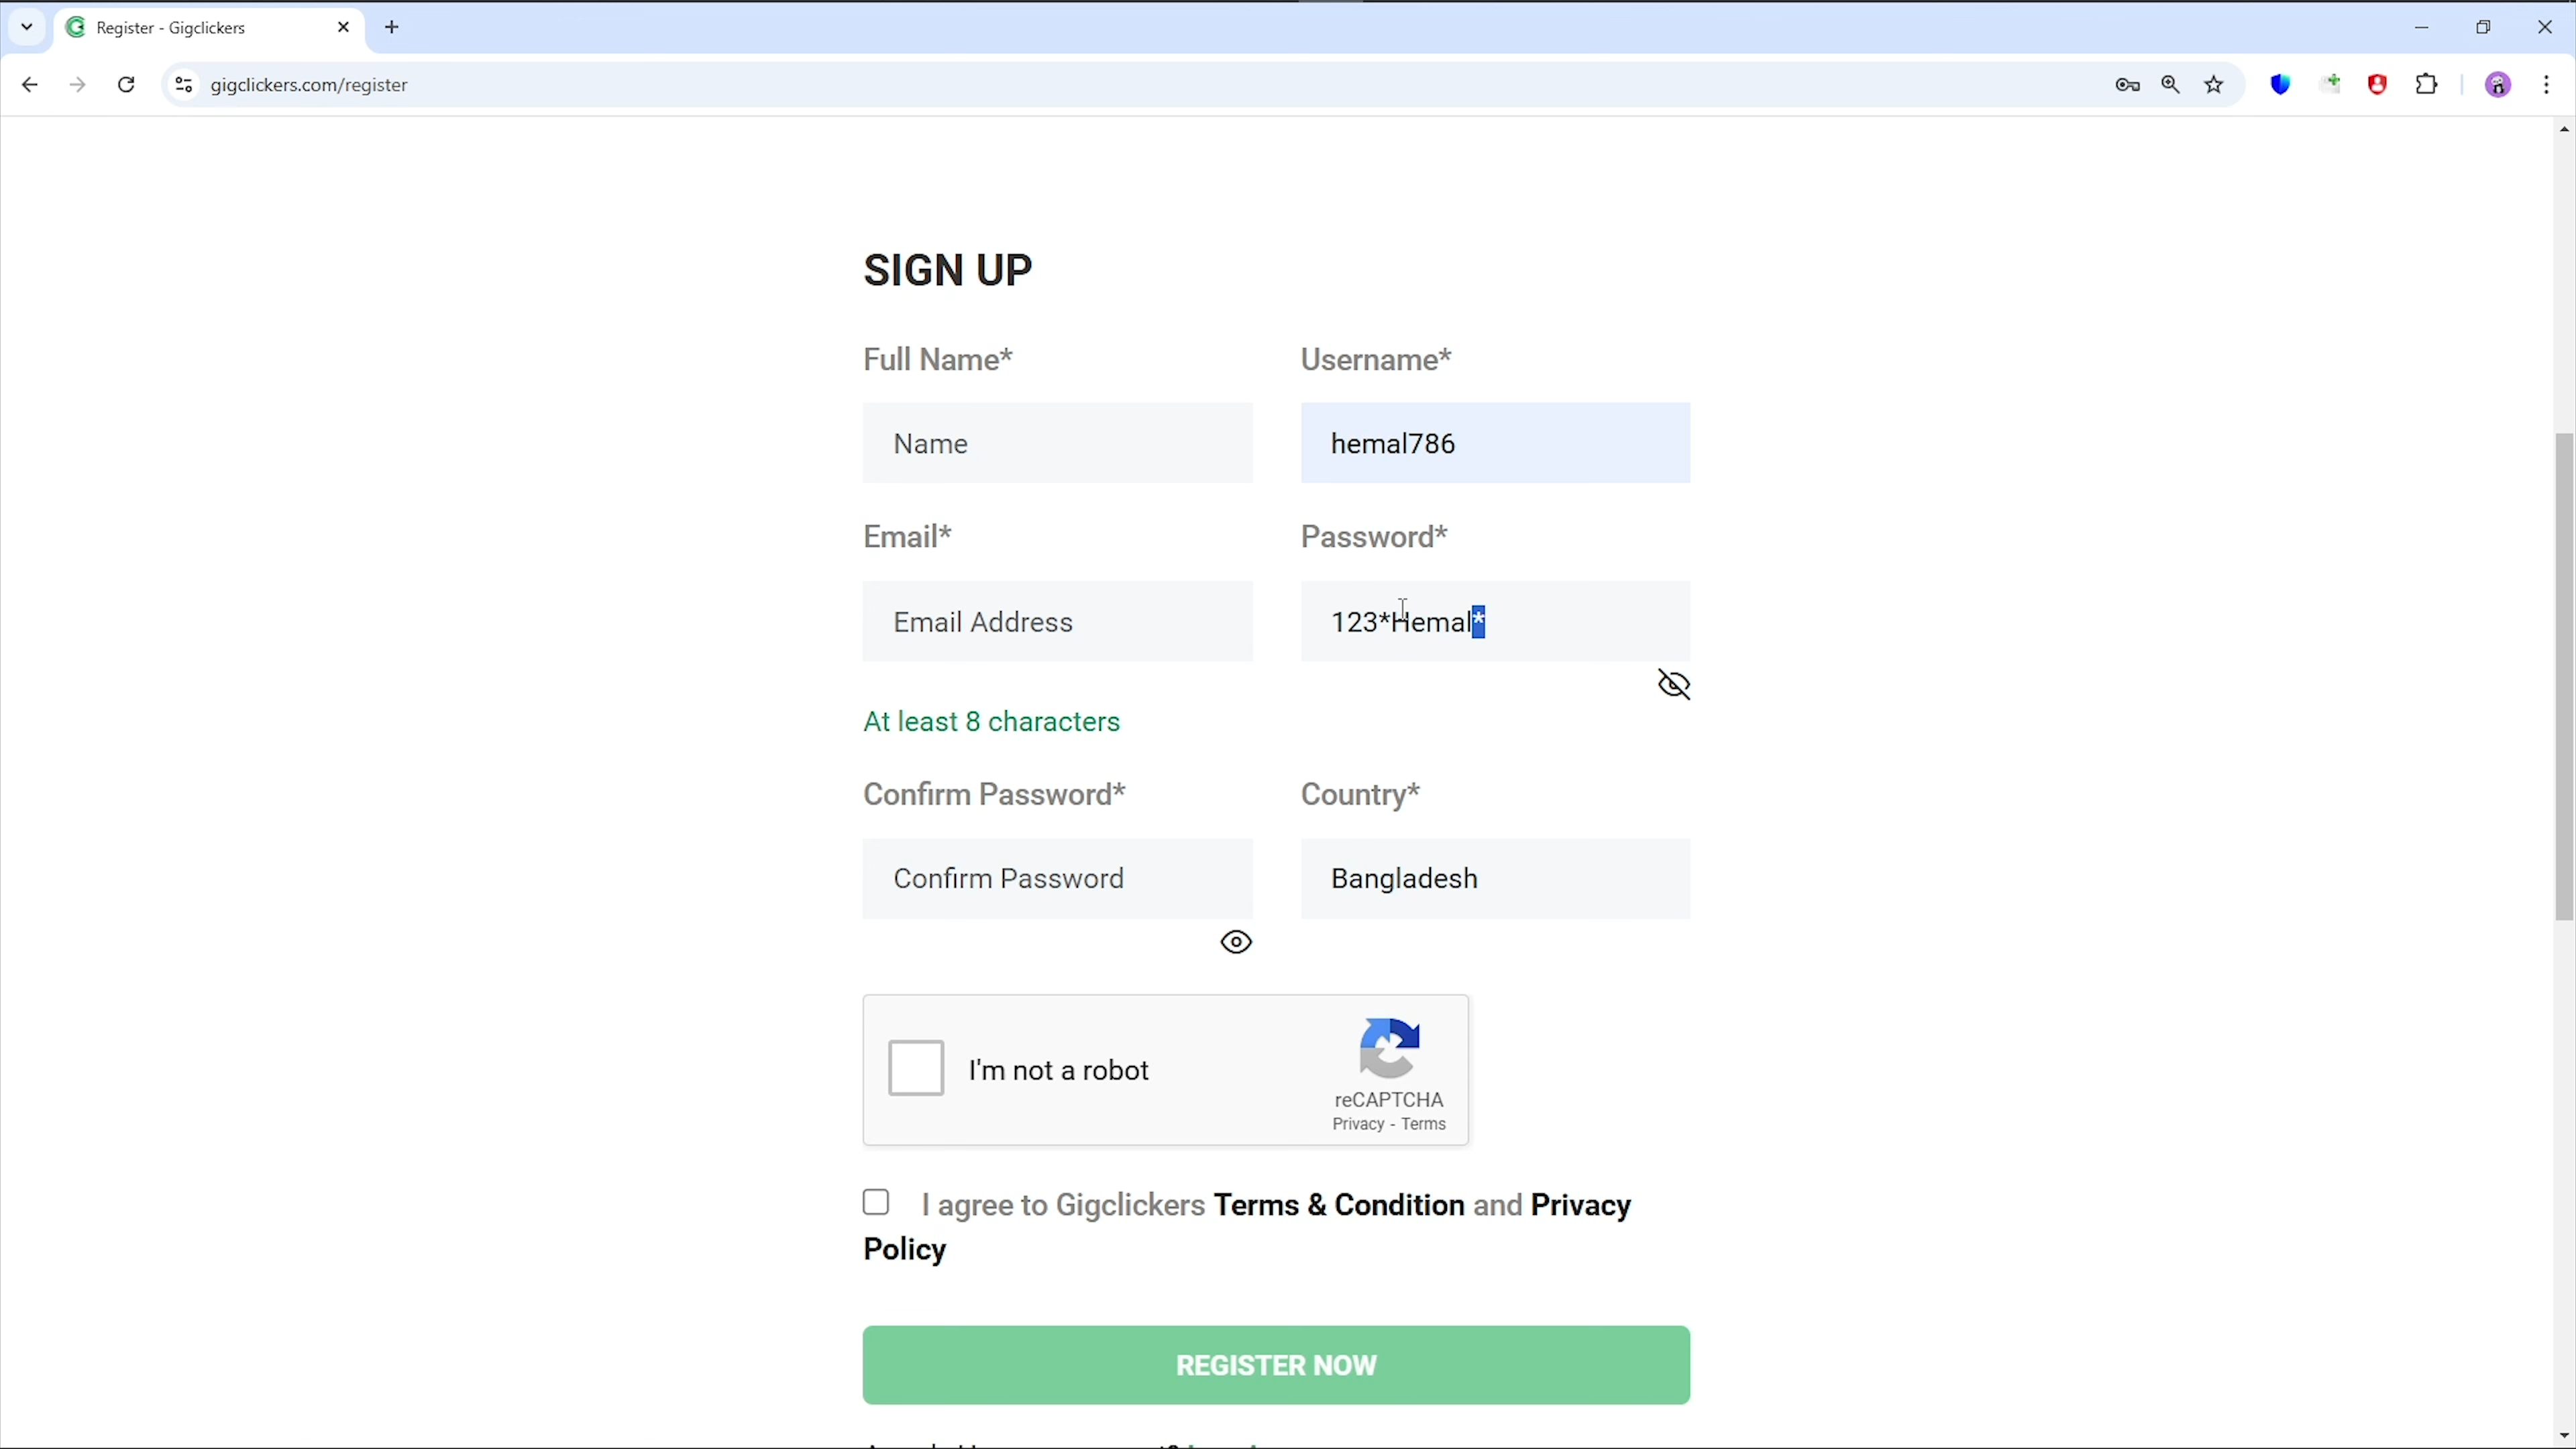 Register - Gigclickers
gigclickers.com/register
SIGN UP
Full Name*
Username*
Name
hemal786
Email*
Password*
Email Address
123*Hemal*
At least 8 characters
Confirm Password*
Country*
Confirm Password
Bangladesh
I'm not a robot
reCAPTCHA
Privacy - Terms
I agree to Gigclickers Terms & Condition and Privacy
Policy
REGISTER NOW